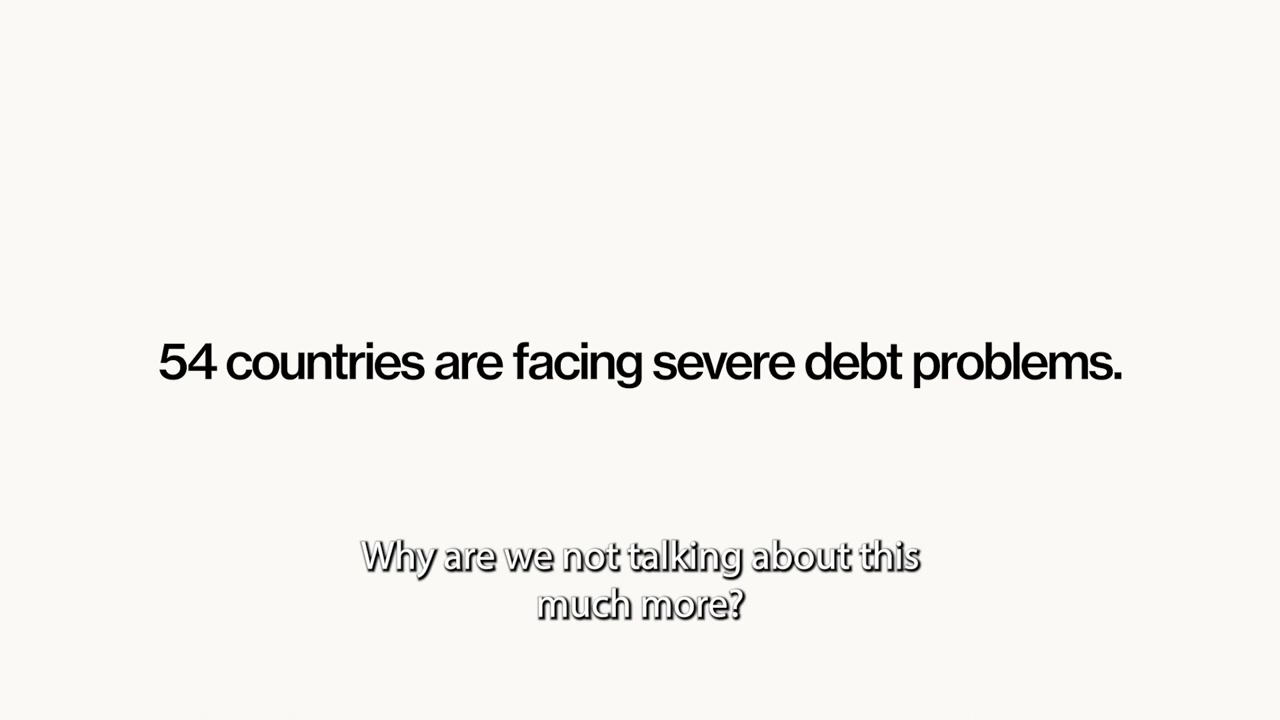 54 countries are facing severe debt problems.
Why are we not talking about this
much more?